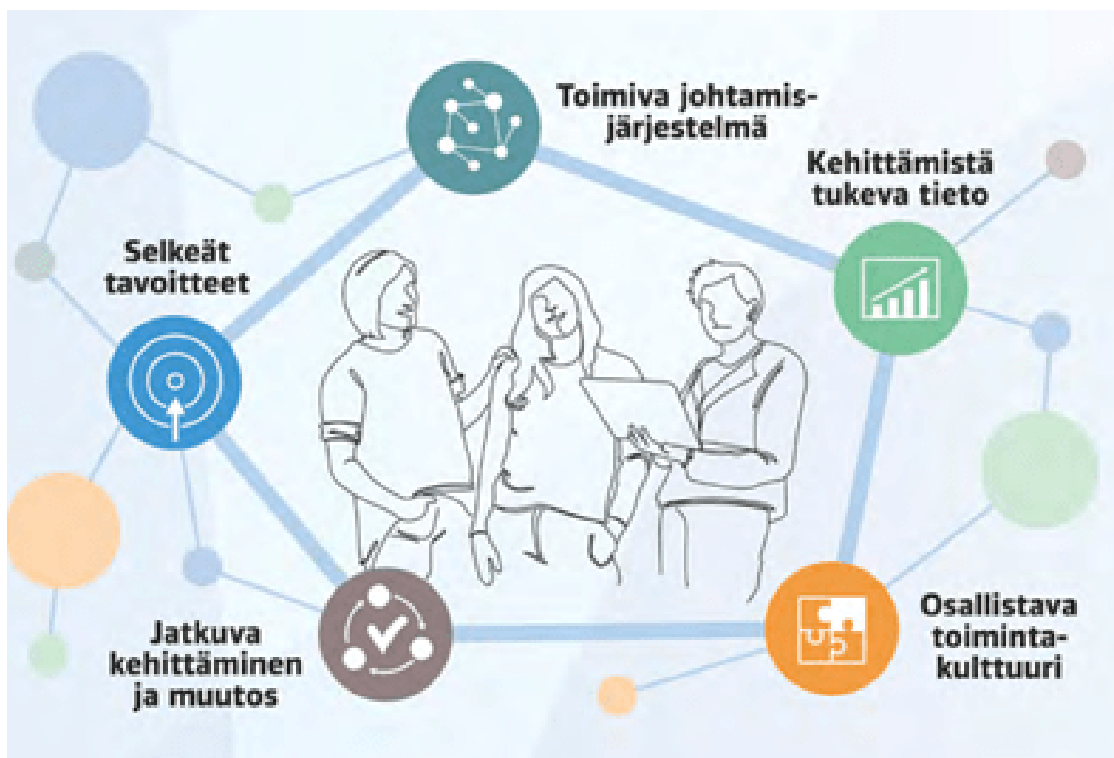 Toimiva johtamis-
järjestelmä
Kehittämistä
tukeva tieto
Selkeät
tavoitteet
Osallistava
toiminta-
kulttuuri
Jatkuva
kehittäminen
ja muutos